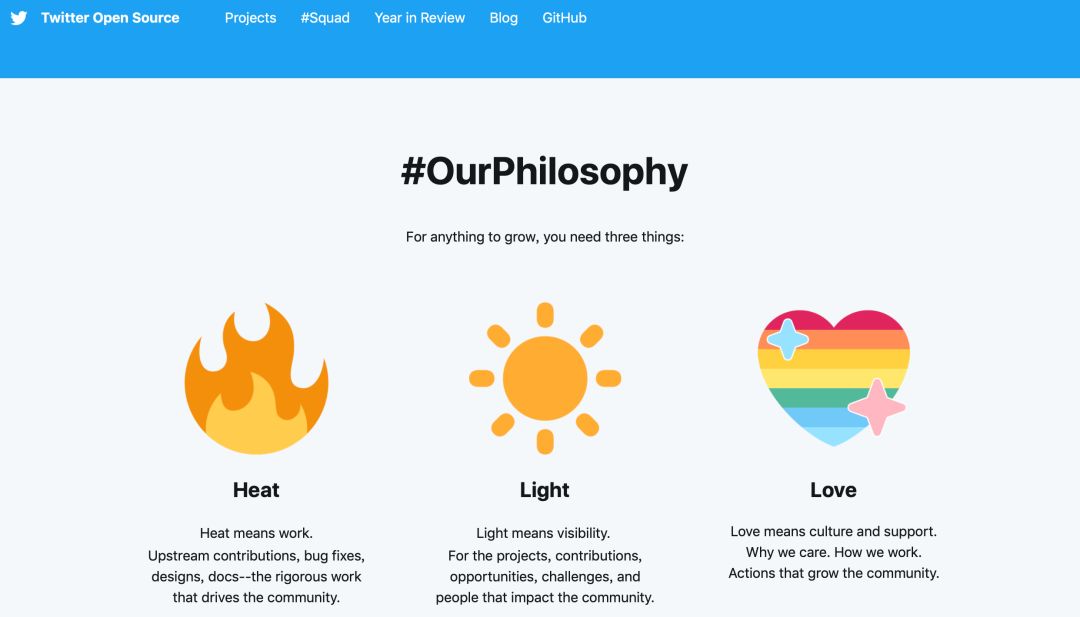 Twitter Open Source Projects #Squad Year in Review Blog GitHub
#OurPhilosophy
For anything to grow, you need three things:
Heat
Heat means work.
Upstream contributions, bug fixes,
designs, docs--the rigorous work
that drives the community.
Light
Light means visibility.
For the projects, contributions,
opportunities, challenges, and
people that impact the community.
Love
Love means culture and support.
Why we care. How we work.
Actions that grow the community.